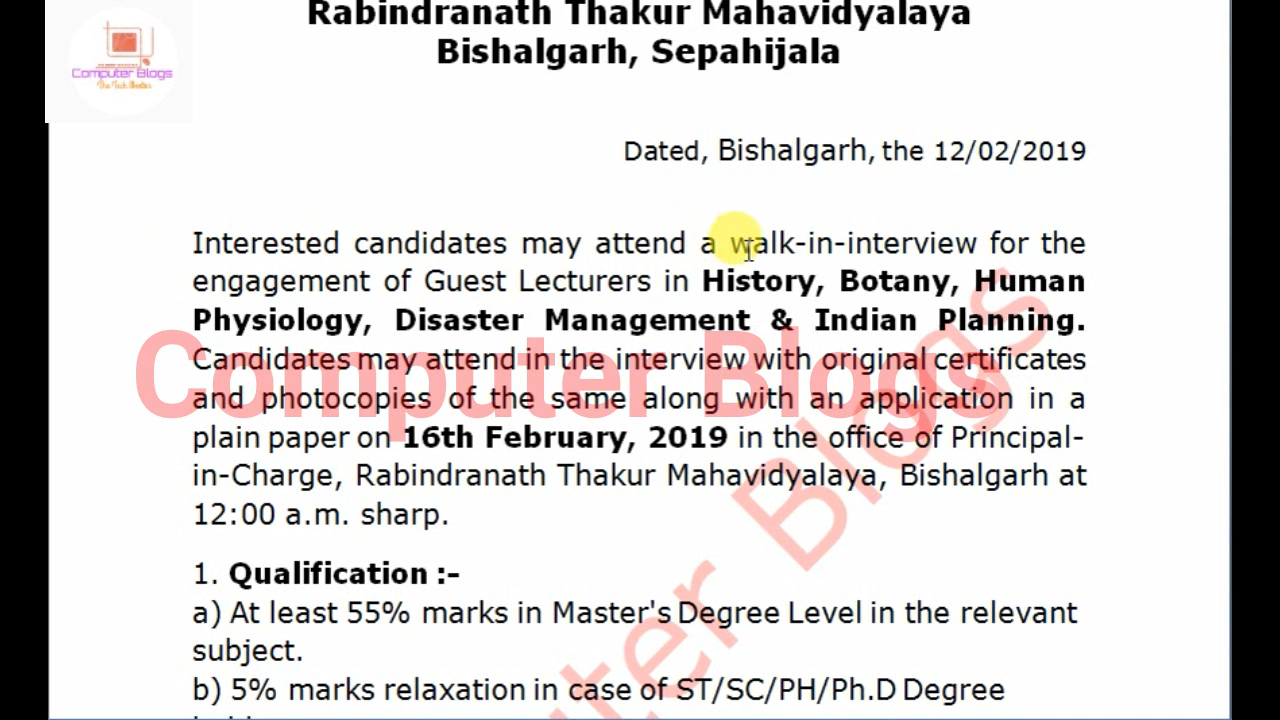 Rabindranath Thakur Mahavidyalaya
Bishalgarh, Sepahijala
Computer Blogs
Dated, Bishalgarh, the 12/02/2019
Interested candidates may attend a walk-in-interview for the
engagement of Guest Lecturers in History, Botany, Human
Physiology, Disaster Management & Indian Planning.
Candidates may attend in the interview with original certificates
and photocopies of the same along with an application in a
plain paper on 16th February, 2019 in the office of Principal-
in-Charge, Rabindranath Thakur Mahavidyalaya, Bishalgarh at
12:00 a.m. sharp.
Computer Blogs
1. Qualification :-
a) At least 55% marks in Master's Degree Level in the relevant
subject.
b) 5% marks relaxation in case of ST/SC/PH/Ph.D Degree
ter Blogs